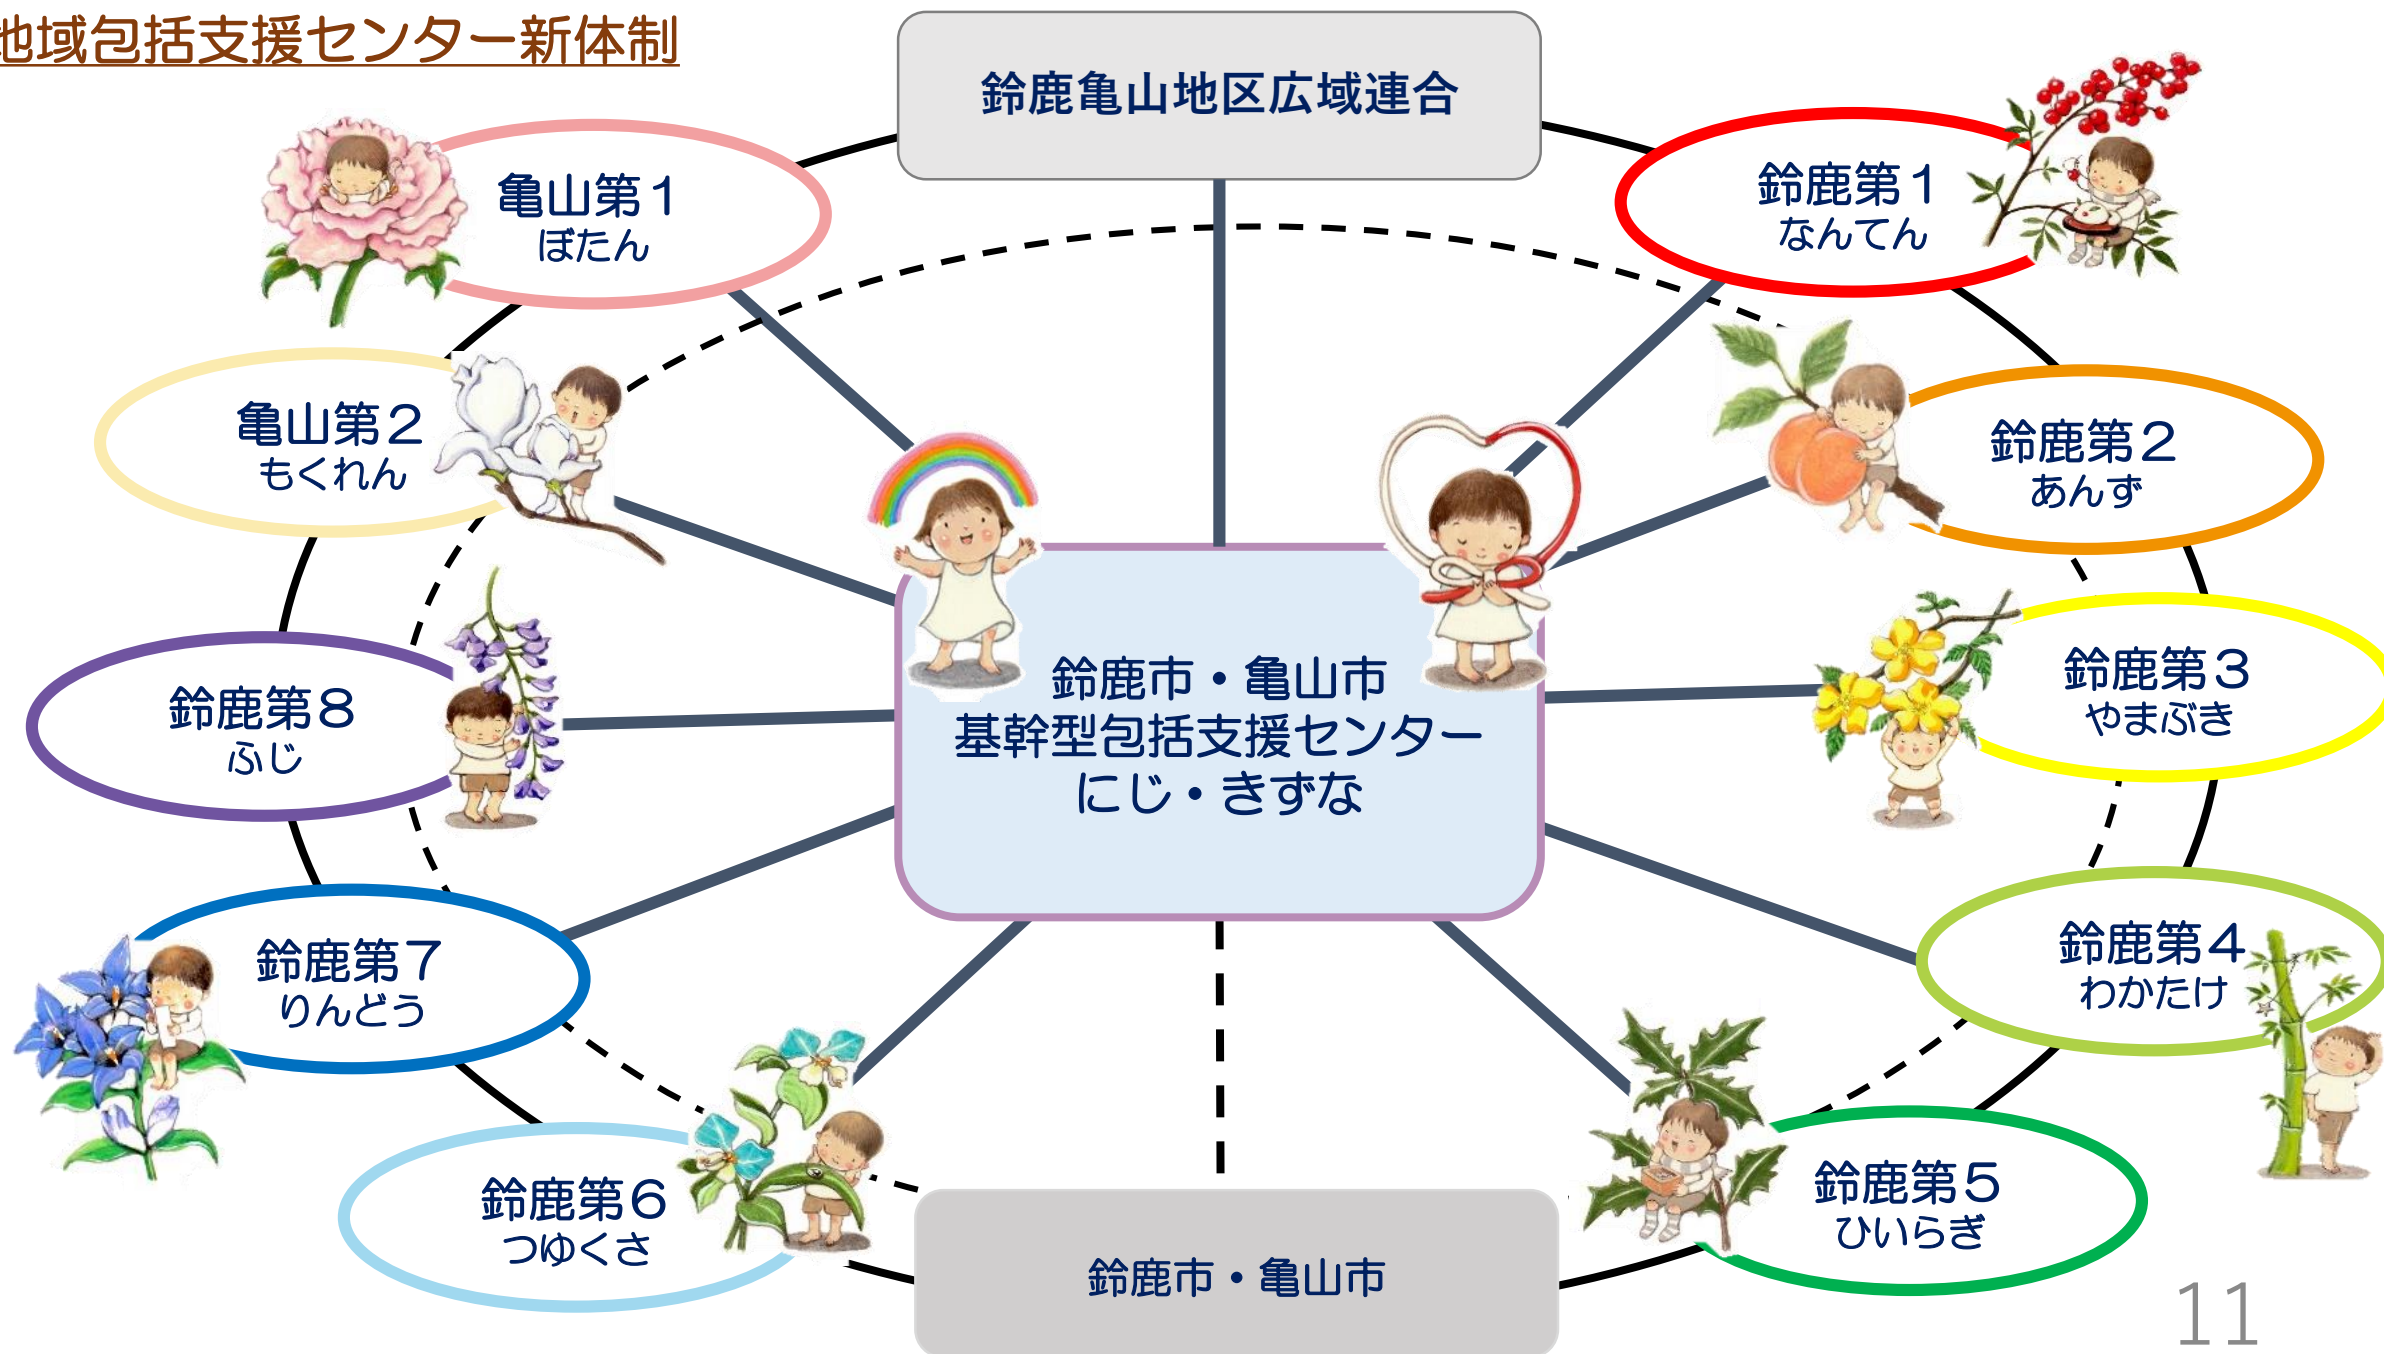 地域包括支援センター新体制
鈴鹿亀山地区広域連合
亀山第１
ぼたん
鈴鹿第１
なんてん
亀山第２
もくれん
鈴鹿第２
あんず
鈴鹿第８
ふじ
鈴鹿市・亀山市
基幹型包括支援センター
にじ・きずな
鈴鹿第３
やまぶき
鈴鹿第７
りんどう
鈴鹿第４
わかたけ
鈴鹿第６
つゆくさ
鈴鹿第５
ひいらぎ
鈴鹿市・亀山市
11